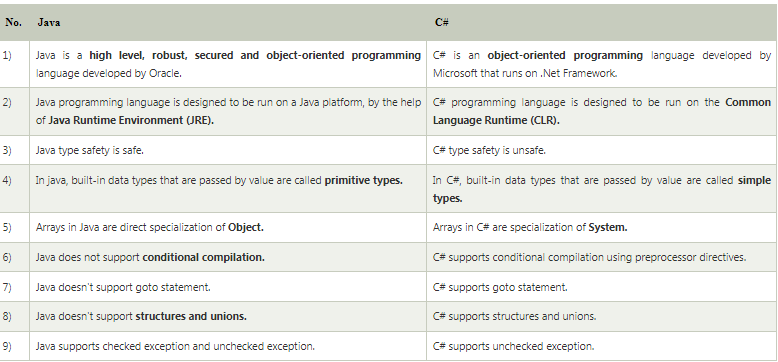 No. Java C#
1) Java is a high level, robust, secured and object-oriented programming
language developed by Oracle.
C# is an object-oriented programming language developed by
Microsoft that runs on .Net Framework.
2) Java programming language is designed to be run on a Java platform, by the help
of Java Runtime Environment (JRE).
C# programming language is designed to be run on the Common
Language Runtime (CLR).
3) Java type safety is safe.
C# type safety is unsafe.
4) In java, built-in data types that are passed by value are called primitive types.
In C#, built-in data types that are passed by value are called simple
types.
5) Arrays in Java are direct specialization of Object.
Arrays in C# are specialization of System.
6) Java does not support conditional compilation.
C# supports conditional compilation using preprocessor directives.
7) Java doesn't support goto statement.
C# supports goto statement.
8) Java doesn't support structures and unions.
C# supports structures and unions.
9) Java supports checked exception and unchecked exception.
C# supports unchecked exception.